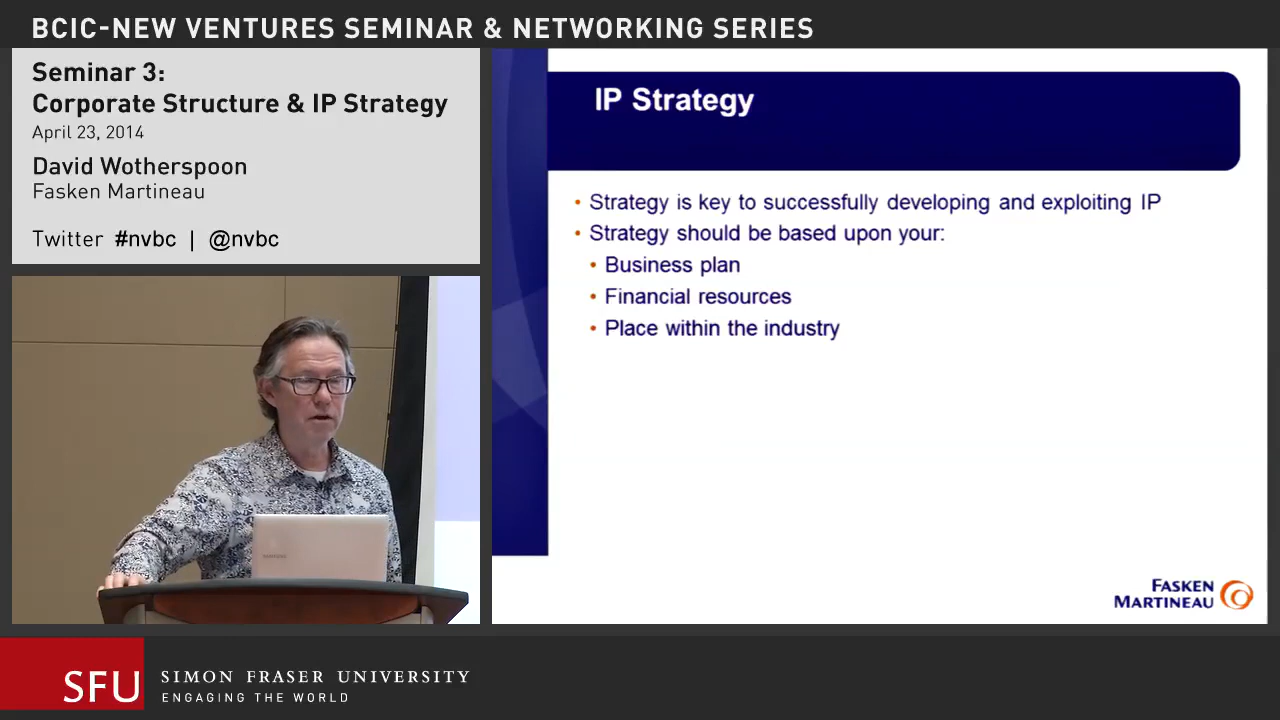 BCIC-NEW VENTURES SEMINAR & NETWORKING SERIES
Seminar 3:
Corporate Structure & IP Strategy
April 23, 2014
David Wotherspoon
Fasken Martineau
Twitter #nvbc | @nvbc
IP Strategy
• Strategy is key to successfully developing and exploiting IP
• Strategy should be based upon your:
• Business plan
• Financial resources
• Place within the industry
FASKEN
MARTINEAU
SFU SIMON FRASER UNIVERSITY
ENGAGING THE WORLD